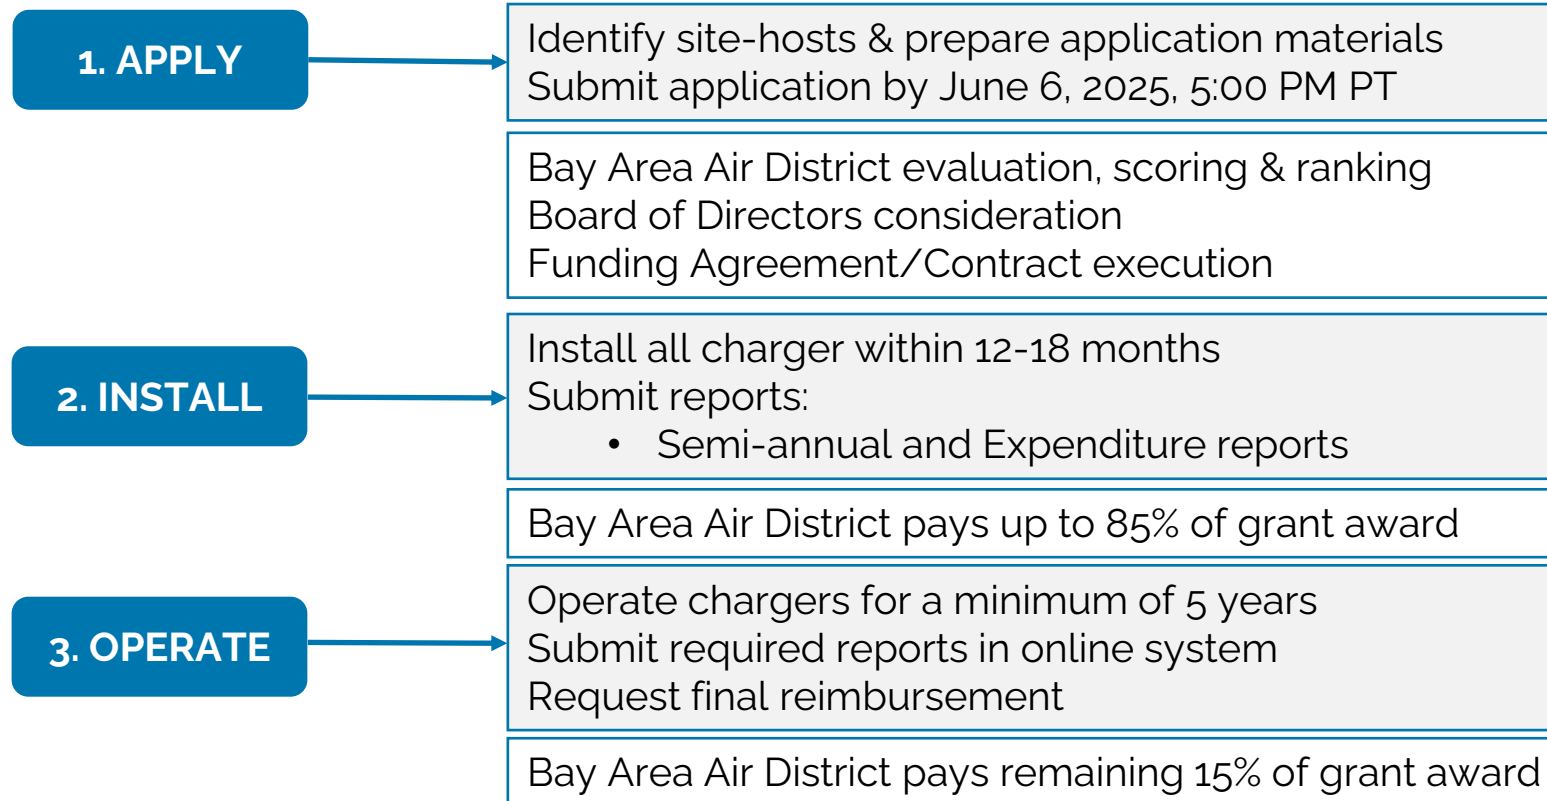 1. APPLY
Identify site-hosts & prepare application materials
Submit application by June 6, 2025, 5:00 PM PT
Bay Area Air District evaluation, scoring & ranking
Board of Directors consideration
Funding Agreement/Contract execution
2. INSTALL
Install all charger within 12-18 months
Submit reports:
• Semi-annual and Expenditure reports
Bay Area Air District pays up to 85% of grant award
3. OPERATE
Operate chargers for a minimum of 5 years
Submit required reports in online system
Request final reimbursement
Bay Area Air District pays remaining 15% of grant award